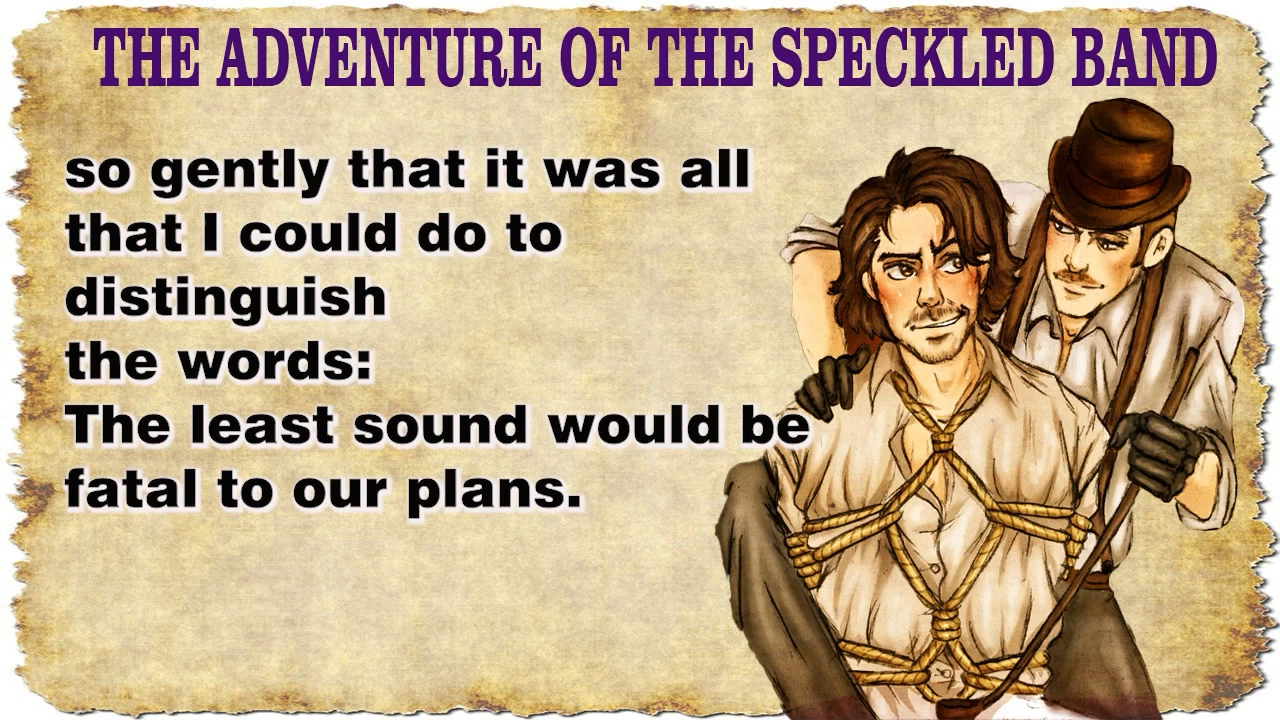 THE ADVENTURE OF THE SPECKLED BAND
so gently that it was all
that I could do to
distinguish
the words:
The least sound would be
fatal to our plans.